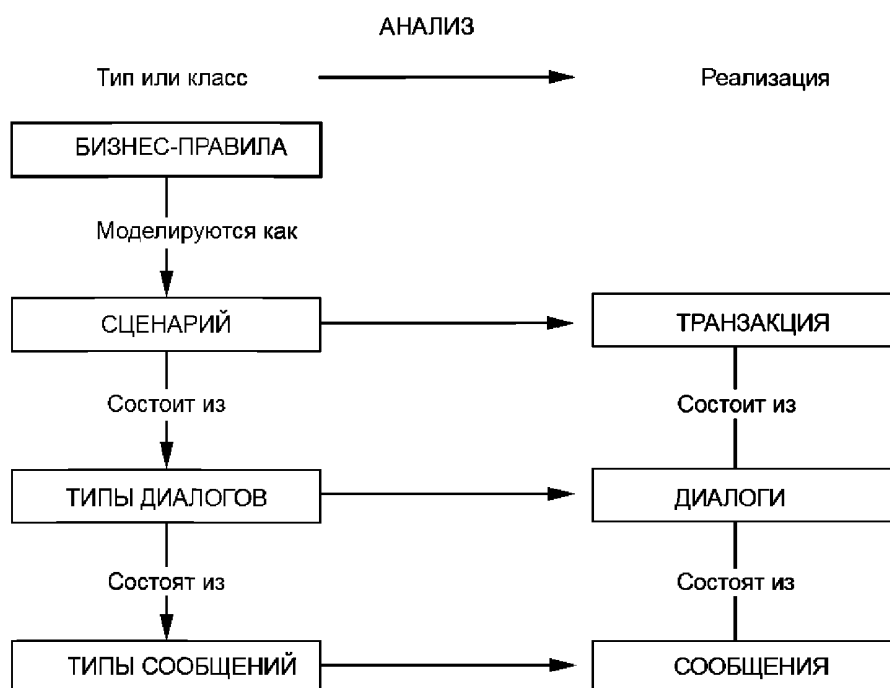 АНАЛИЗ
Тип или класс
Реализация
БИЗНЕС-ПРАВИЛА
Моделируются как
СЦЕНАРИЙ
ТРАНЗАКЦИЯ
Состоит из
Состоит из
ТИПЫ ДИАЛОГОВ
ДИАЛОГИ
Состоят из
Состоят из
ТИПЫ СООБЩЕНИЙ
СООБЩЕНИЯ